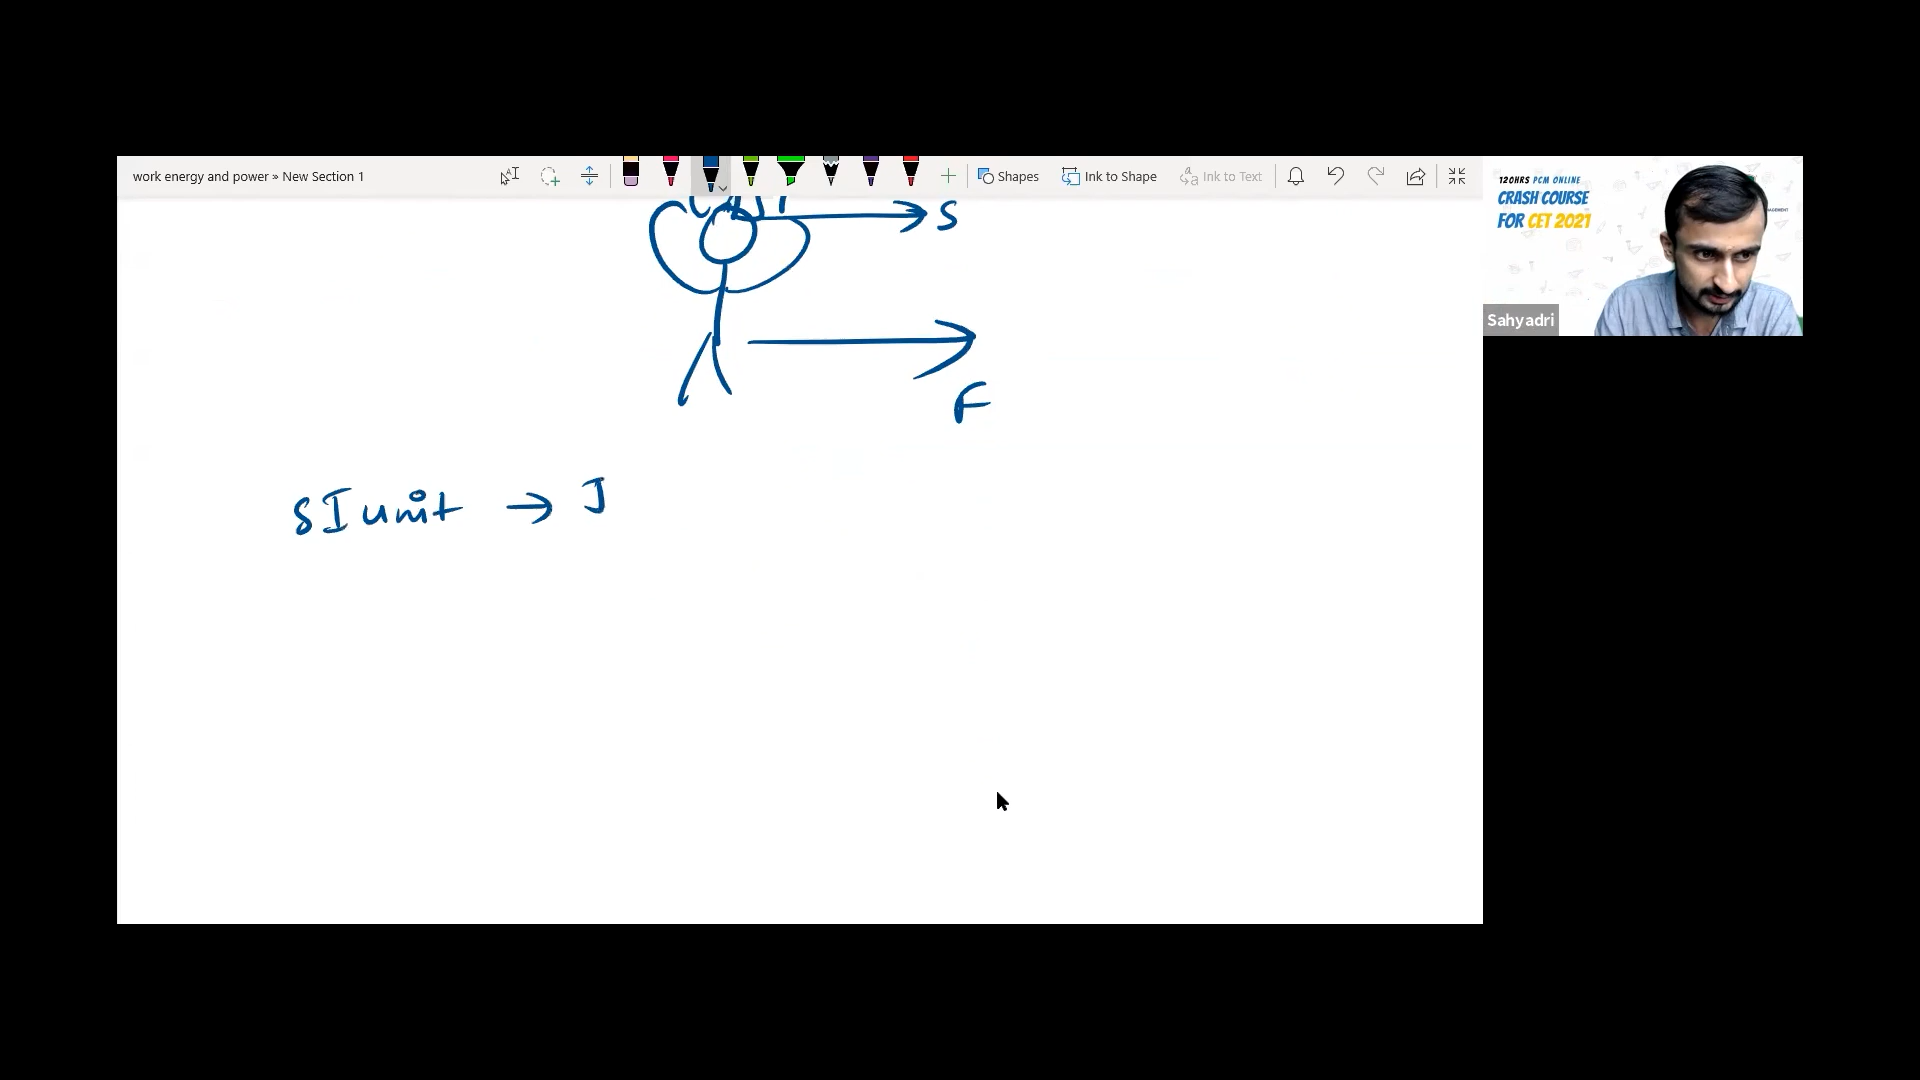 work energy and power » New Section 1
Shapes
Ink to Shape
Ink to Text
120HRS PCM ONLINE
CRASH COURSE
FOR CET 2021
Sahyadri
S
F
SI unit → J